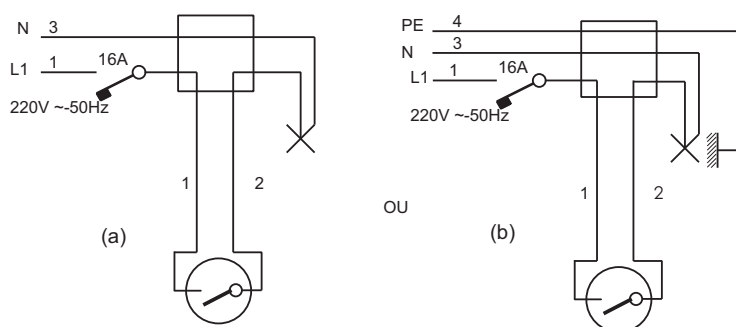 N 3
L1 1 16A
220V ~-50Hz
1 2
(a)
OU
PE 4
N 3
L1 1 16A
220V ~-50Hz
1 2
(b)